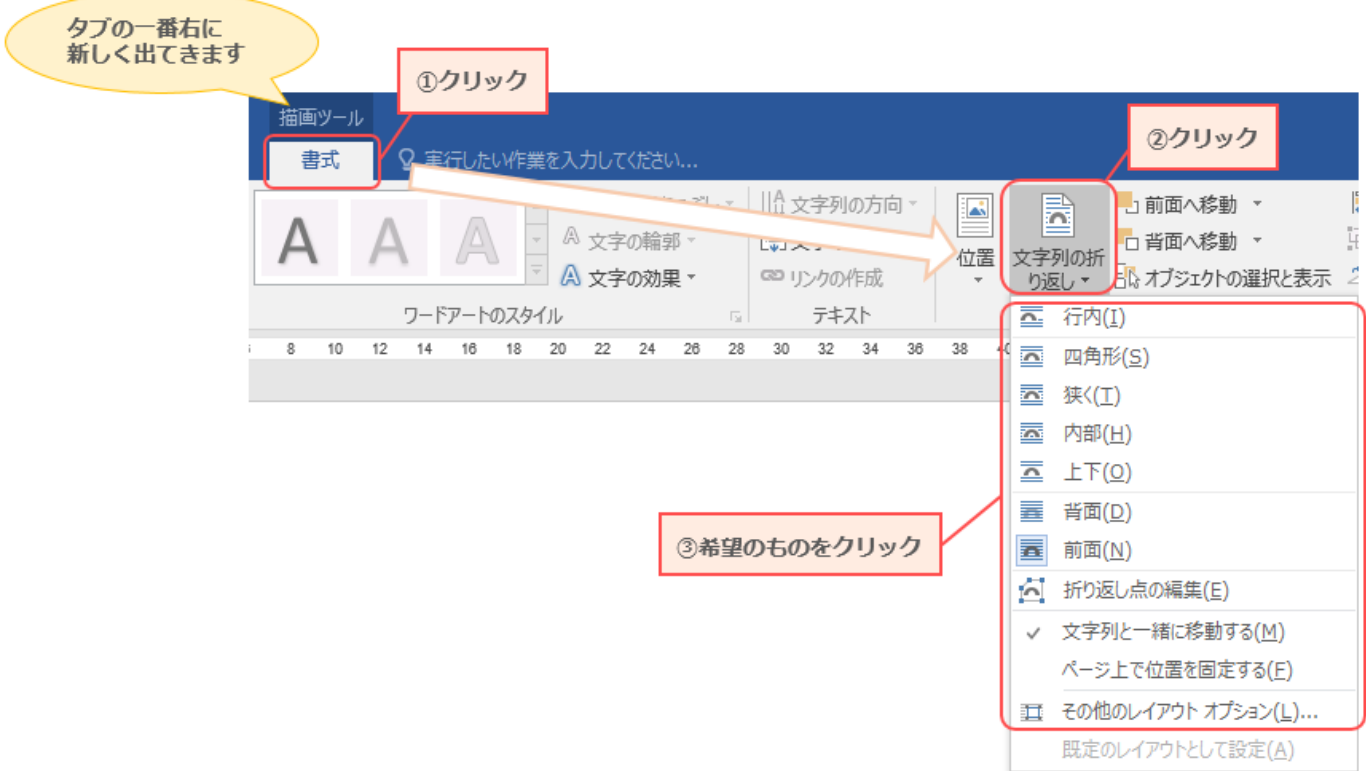 タブの一番右に
新しく出てきます
①クリック
描画ツール
②クリック
書式
実行したい作業を入力してください...
文字列の方向
前面へ移動
A
A
A
文字の輪郭
位置
文字列の折
り返し
背面へ移動
文字の効果
リンクの作成
オブジェクトの選択と表示
ワードアートのスタイル
テキスト
行内(I)
8 10 12 14 16 18 20 22 24 26 28 30 32 34 36 38
四角形(S)
狭く(T)
内部(H)
上下(O)
背面(D)
③希望のものをクリック
前面(N)
折り返し点の編集(E)
文字列と一緒に移動する(M)
ページ上で位置を固定する(F)
その他のレイアウト オプション(L)...
既定のレイアウトとして設定(A)